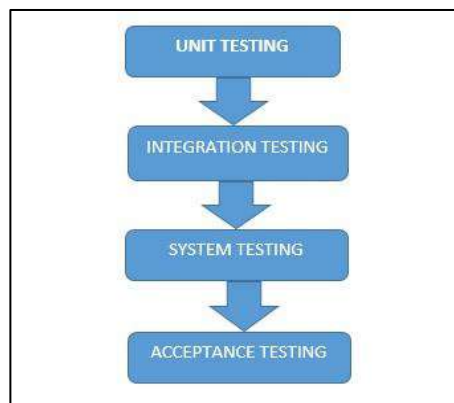 UNIT TESTING
INTEGRATION TESTING
SYSTEM TESTING
ACCEPTANCE TESTING